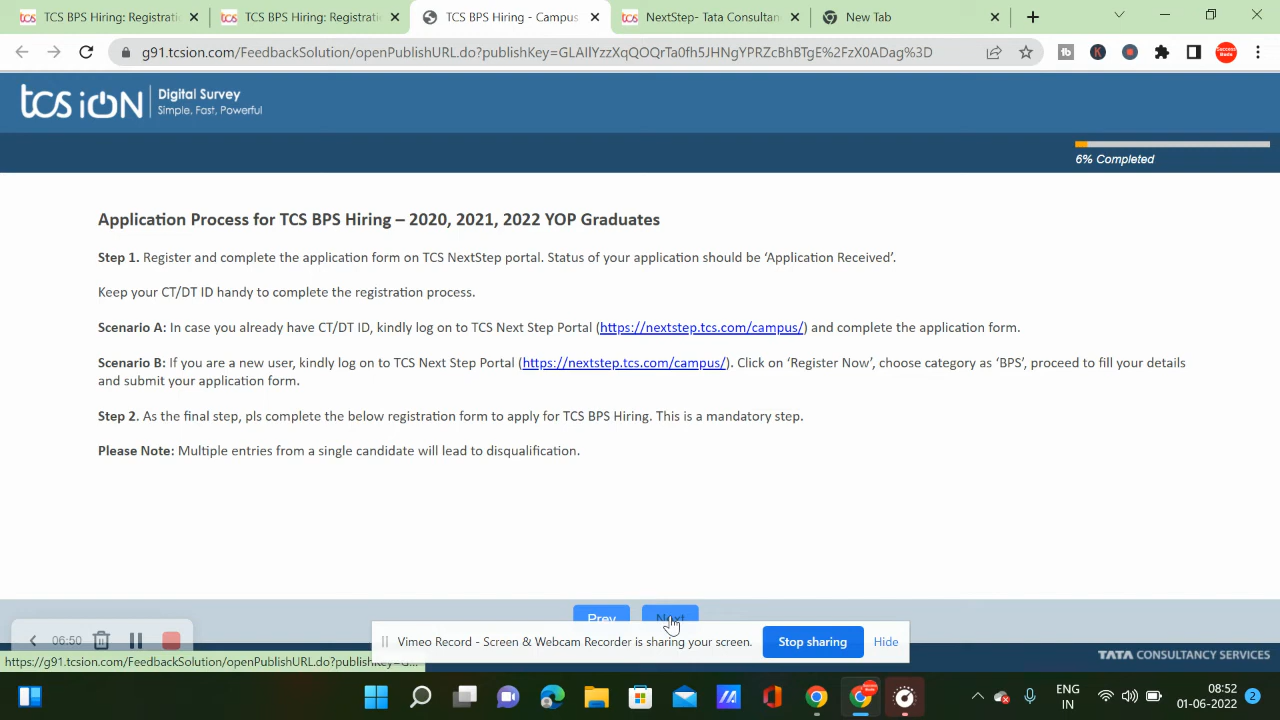 TCS BPS Hiring: Registrati
TCS BPS Hiring: Registrati
TCS BPS Hiring - Campus
NextStep- Tata Consultan
New Tab
g91.tcsion.com/FeedbackSolution/openPublishURL.do?publishKey=GLAIlYzzXqQOQrTa0fh5JHNgYPRZcBhBTgE%2FzX0ADag%3D
tcs iON
Digital Survey
Simple, Fast, Powerful
6% Completed
Application Process for TCS BPS Hiring – 2020, 2021, 2022 YOP Graduates
Step 1. Register and complete the application form on TCS NextStep portal. Status of your application should be ‘Application Received’.
Keep your CT/DT ID handy to complete the registration process.
Scenario A: In case you already have CT/DT ID, kindly log on to TCS Next Step Portal (https://nextstep.tcs.com/campus/) and complete the application form.
Scenario B: If you are a new user, kindly log on to TCS Next Step Portal (https://nextstep.tcs.com/campus/). Click on ‘Register Now’, choose category as ‘BPS’, proceed to fill your details
and submit your application form.
Step 2. As the final step, pls complete the below registration form to apply for TCS BPS Hiring. This is a mandatory step.
Please Note: Multiple entries from a single candidate will lead to disqualification.
Prev
Next
06:50
Vimeo Record - Screen & Webcam Recorder is sharing your screen.
Stop sharing
Hide
TATA CONSULTANCY SERVICES
https://g91.tcsion.com/FeedbackSolution/openPublishURL.do?publishKey=G...
ENG
IN
08:52
01-06-2022
2